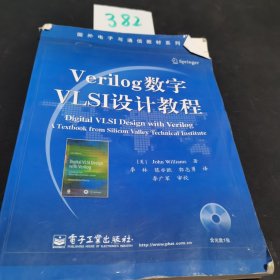 382
国外电子与通信教材系列
Springer
Verilog数字
VLSI设计教程
Digital VLSI Design with Verilog
A Textbook from Silicon Valley Technical Institute
[美] John Williams 著
Digital VLSI Design
with Verilog
李林 陈亦欧 郭志勇 译
李广军 审校
含光盘1张
电子工业出版社
http://www.phei.com.cn